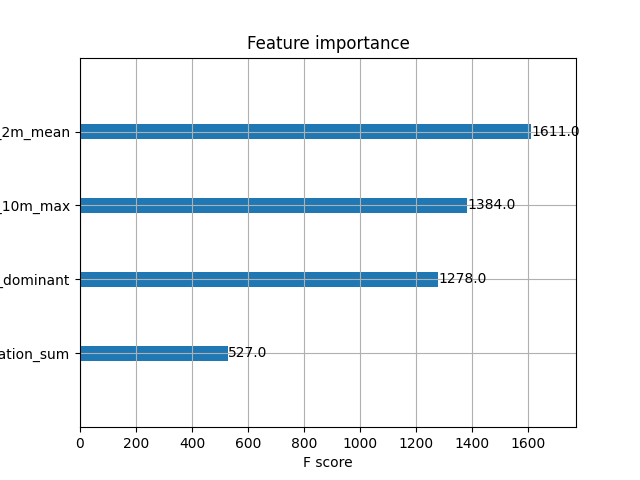 Feature importance
_2m_mean
1611.0
_10m_max
1384.0
_dominant
1278.0
ation_sum
527.0
0 200 400 600 800 1000 1200 1400 1600
F score